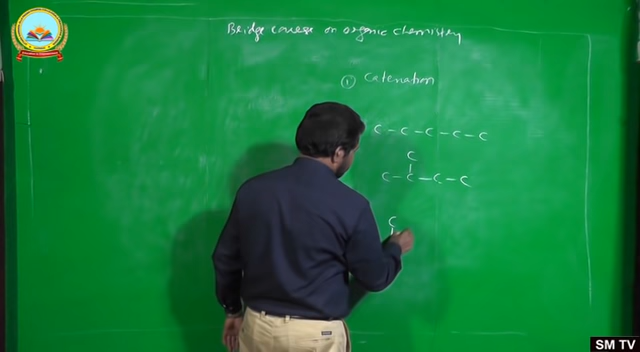 Bridge course on organic chemistry
① Catenation
C - C - C - C - C
C
|
C - C - C - C
C
SM TV